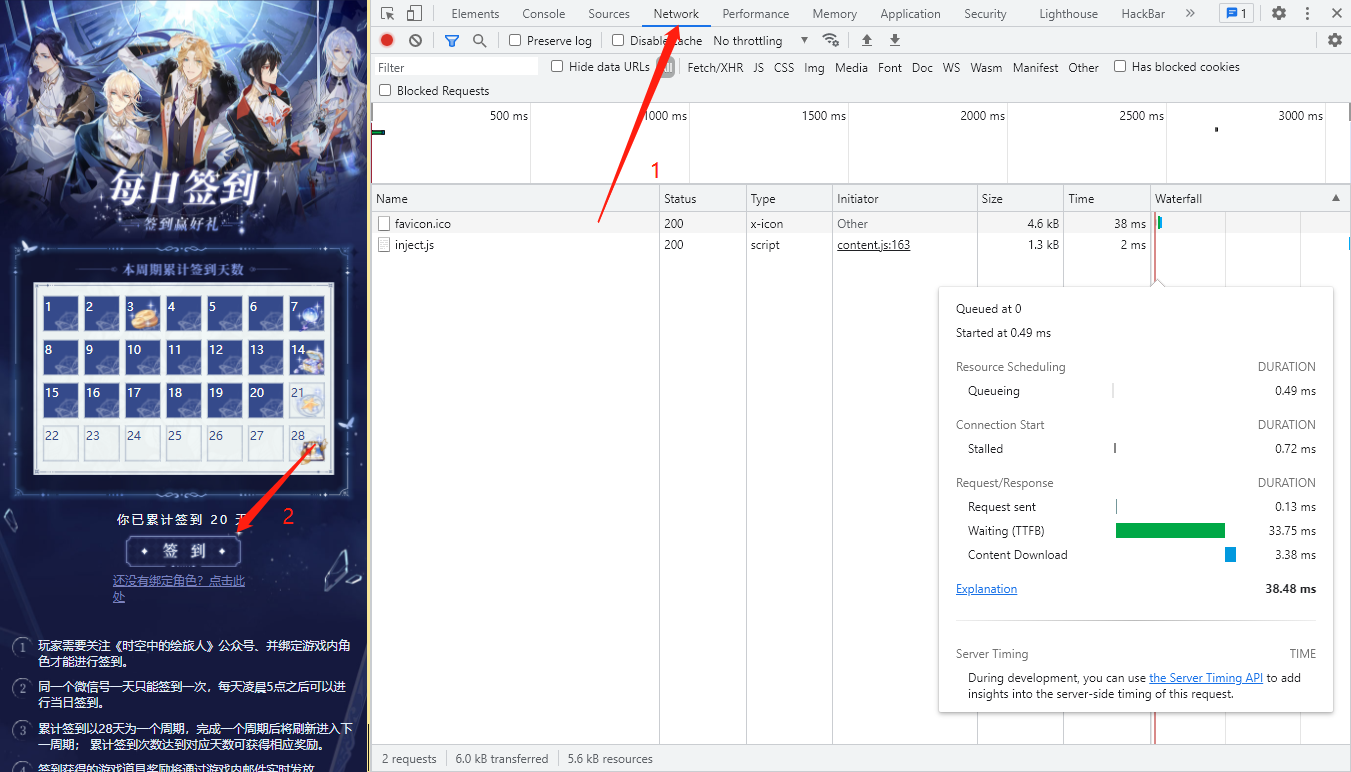 每日签到
签到赢好礼
本周期累计签到天数
1 2 3 4 5 6 7
8 9 10 11 12 13 14
15 16 17 18 19 20 21
22 23 24 25 26 27 28
你已累计签到 20 天
2
签 到
还没有绑定角色？点击此
处
1 玩家需要关注《时空中的绘旅人》公众号、并绑定游戏内角
色才能进行签到。
2 同一个微信号一天只能签到一次，每天凌晨5点之后可以进
行当日签到。
3 累计签到以28天为一个周期，完成一个周期后将刷新进入下
一周期； 累计签到次数达到对应天数可获得相应奖励。
4 签到获得的游戏道具奖励将通过游戏内邮件实时发放
Elements Console Sources Network Performance Memory Application Security Lighthouse HackBar » 1
Preserve log Disable cache No throttling
Filter Hide data URLs All Fetch/XHR JS CSS Img Media Font Doc WS Wasm Manifest Other Has blocked cookies
Blocked Requests
500 ms 1000 ms 1500 ms 2000 ms 2500 ms 3000 ms
1
Name Status Type Initiator Size Time Waterfall
favicon.ico 200 x-icon Other 4.6 kB 38 ms
inject.js 200 script content.js:163 1.3 kB 2 ms
Queued at 0
Started at 0.49 ms
Resource Scheduling DURATION
Queueing 0.49 ms
Connection Start DURATION
Stalled 0.72 ms
Request/Response DURATION
Request sent 0.13 ms
Waiting (TTFB) 33.75 ms
Content Download 3.38 ms
Explanation 38.48 ms
Server Timing TIME
During development, you can use the Server Timing API to add
insights into the server-side timing of this request.
2 requests 6.0 kB transferred 5.6 kB resources